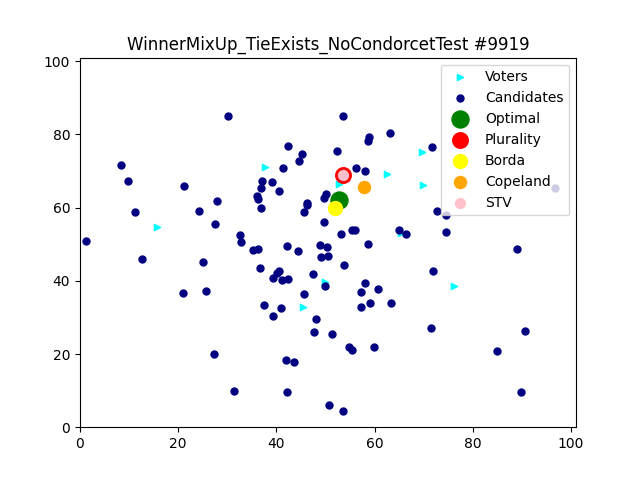 WinnerMixUp_TieExists_NoCondorcetTest #9919
100
80
60
40
20
0
0
20
40
60
80
100
Voters
Candidates
Optimal
Plurality
Borda
Copeland
STV